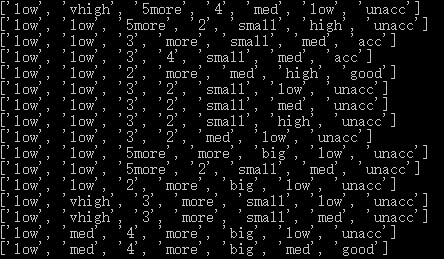 ['low', 'vhigh', '5more', '4', 'med', 'low', 'unacc']
['low', 'low', '5more', '2', 'small', 'high', 'unacc']
['low', 'low', '3', 'more', 'small', 'med', 'acc']
['low', 'low', '3', '4', 'small', 'med', 'acc']
['low', 'low', '2', 'more', 'med', 'high', 'good']
['low', 'low', '3', '2', 'small', 'low', 'unacc']
['low', 'low', '3', '2', 'small', 'med', 'unacc']
['low', 'low', '3', '2', 'small', 'high', 'unacc']
['low', 'low', '3', '2', 'med', 'low', 'unacc']
['low', 'low', '5more', 'more', 'big', 'low', 'unacc']
['low', 'low', '5more', '2', 'small', 'med', 'unacc']
['low', 'low', '2', 'more', 'big', 'low', 'unacc']
['low', 'vhigh', '3', 'more', 'small', 'low', 'unacc']
['low', 'vhigh', '3', 'more', 'small', 'med', 'unacc']
['low', 'med', '4', 'more', 'big', 'low', 'unacc']
['low', 'med', '4', 'more', 'big', 'med', 'good']